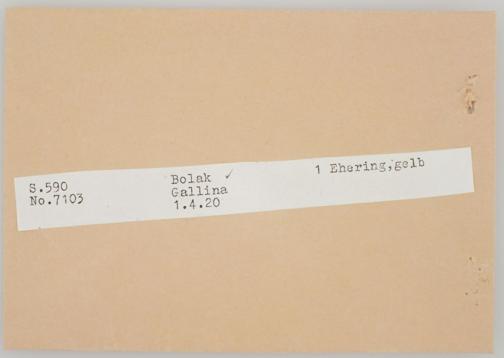 S.590
No.7103
Bolak ✓
Gallina
1.4.20
1 Ehering,gelb